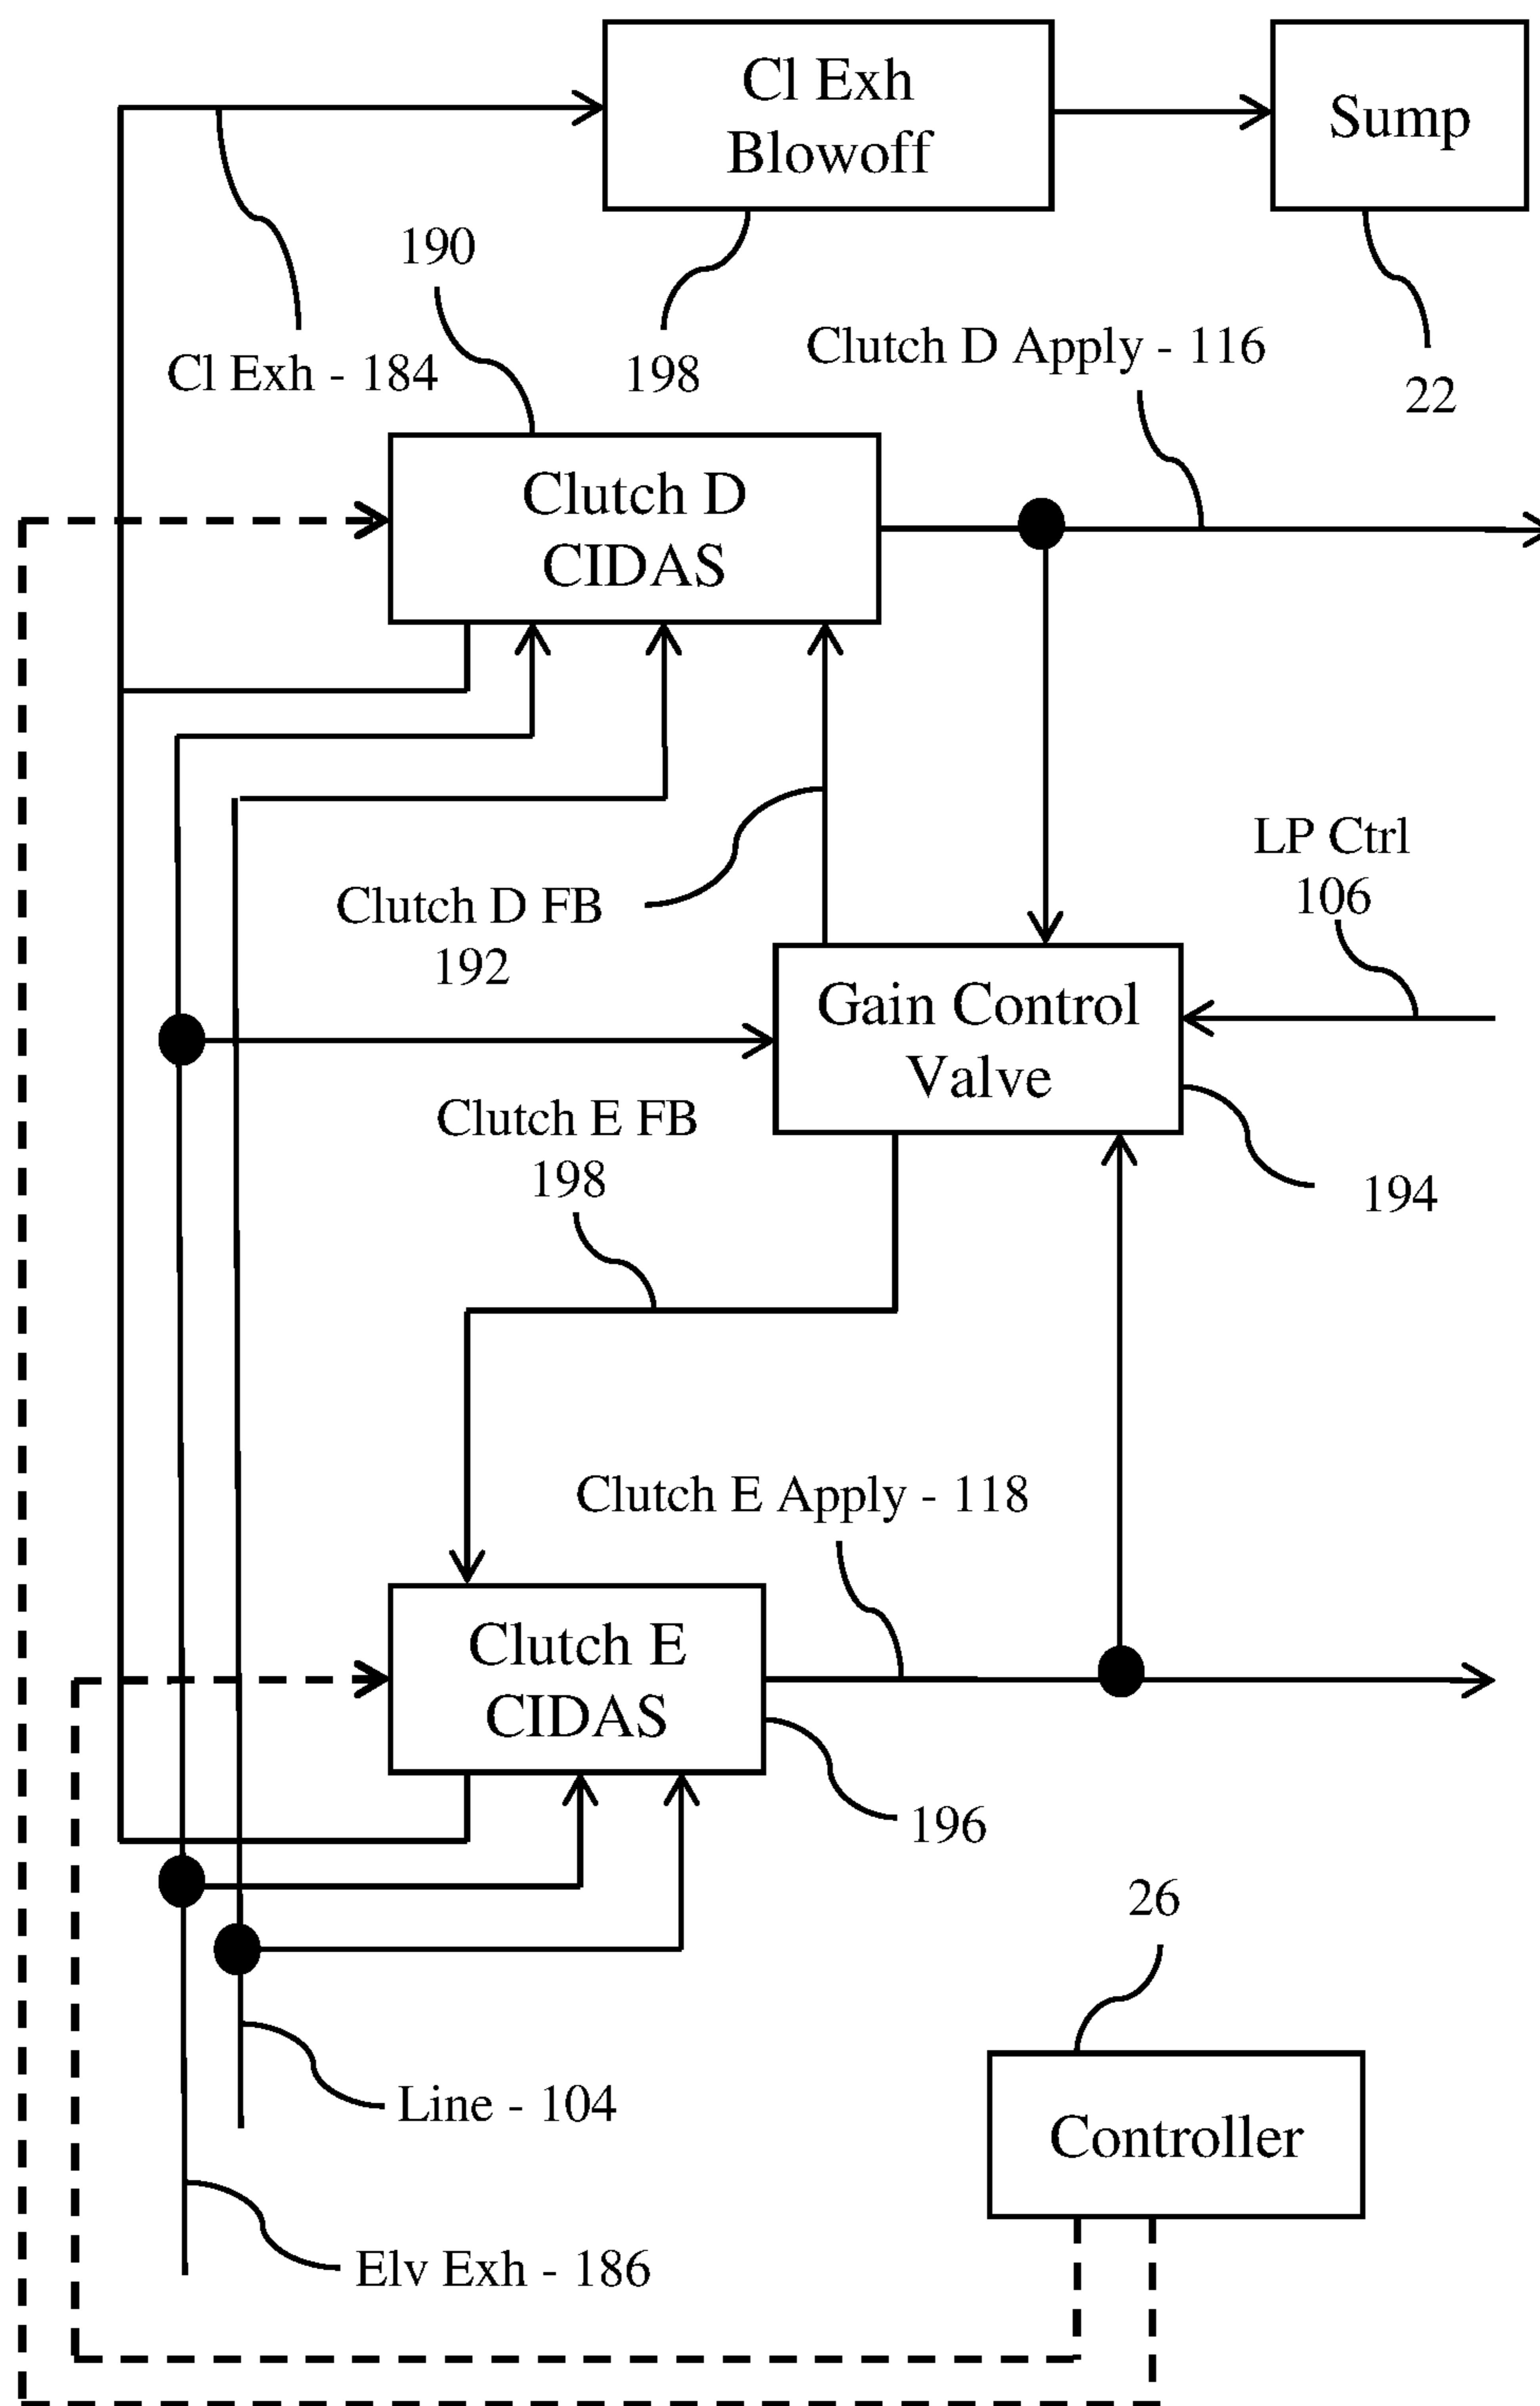 Cl Exh
Blowoff
Sump
190
Cl Exh - 184
198
Clutch D Apply - 116
22
Clutch D
CIDAS
LP Ctrl
106
Clutch D FB
192
Gain Control
Valve
Clutch E FB
198
194
Clutch E Apply - 118
Clutch E
CIDAS
196
26
Line - 104
Controller
Elv Exh - 186